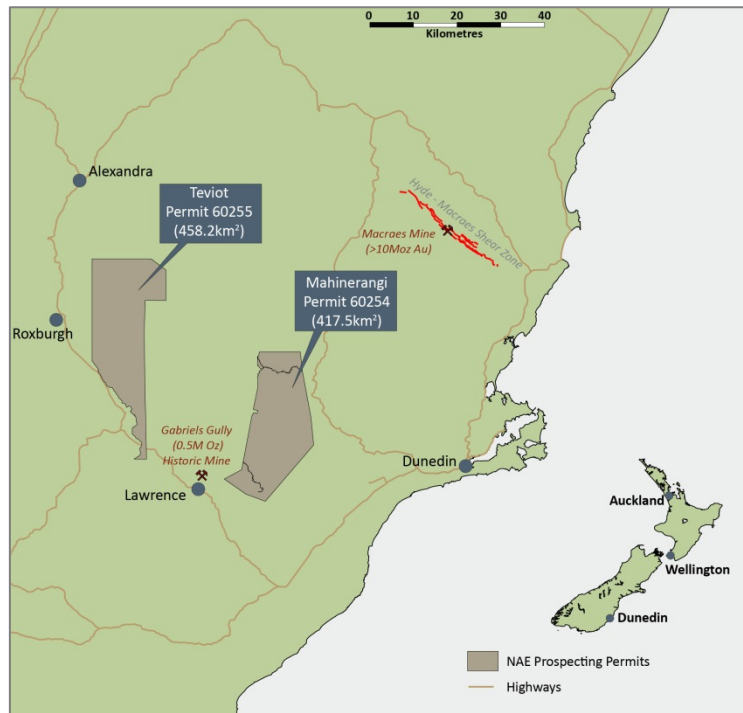 0 10 20 30 40
Kilometres
Alexandra
Teviot
Permit 60255
(458.2km²)
Hyde - Macraes Shear Zone
Macraes Mine
(>10Moz Au)
Mahinerangi
Permit 60254
(417.5km²)
Roxburgh
Gabriels Gully
(0.5M Oz)
Historic Mine
Dunedin
Lawrence
Auckland
Wellington
Dunedin
NAE Prospecting Permits
Highways